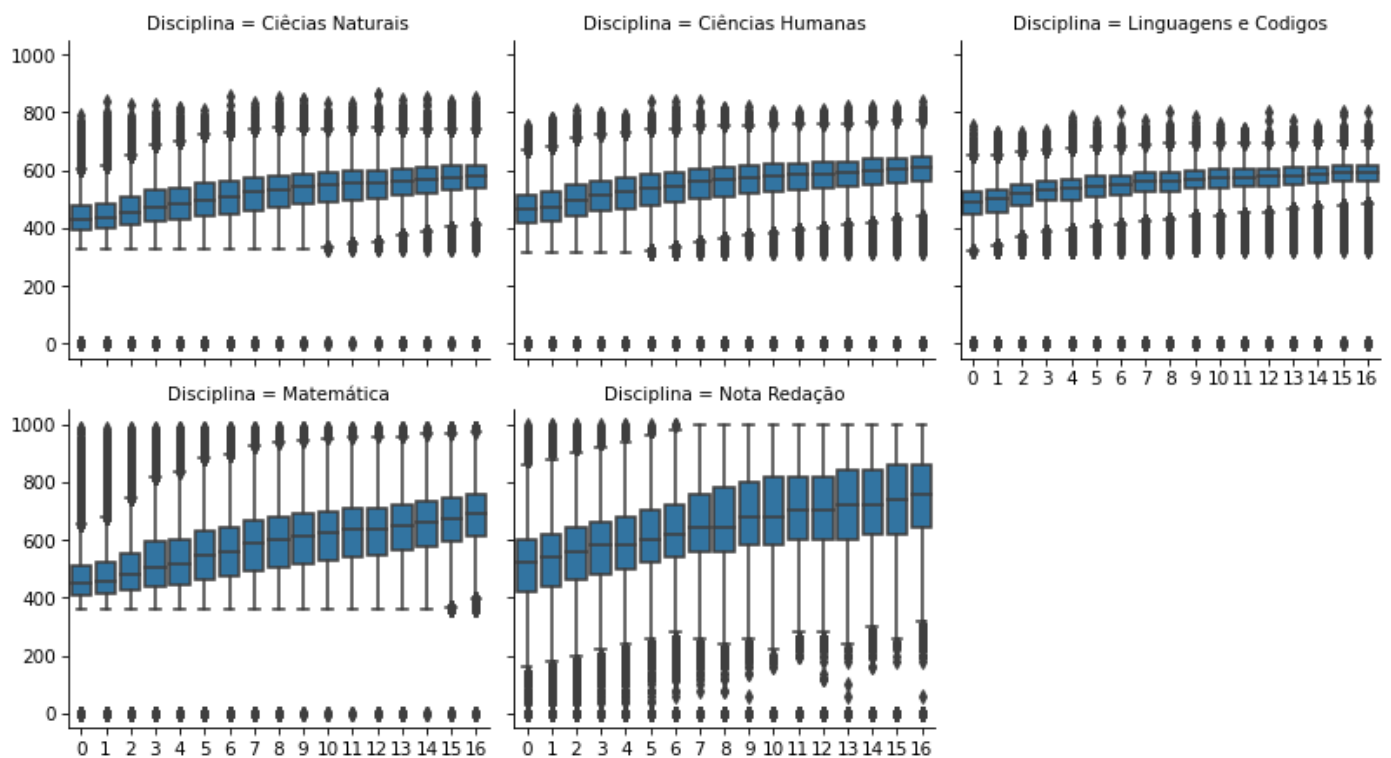 Disciplina = Ciêcias Naturais
Disciplina = Ciências Humanas
Disciplina = Linguagens e Codigos
1000
800
600
400
200
0
0 1 2 3 4 5 6 7 8 9 10 11 12 13 14 15 16
Disciplina = Matemática
Disciplina = Nota Redação
1000
800
600
400
200
0
0 1 2 3 4 5 6 7 8 9 10 11 12 13 14 15 16
0 1 2 3 4 5 6 7 8 9 10 11 12 13 14 15 16